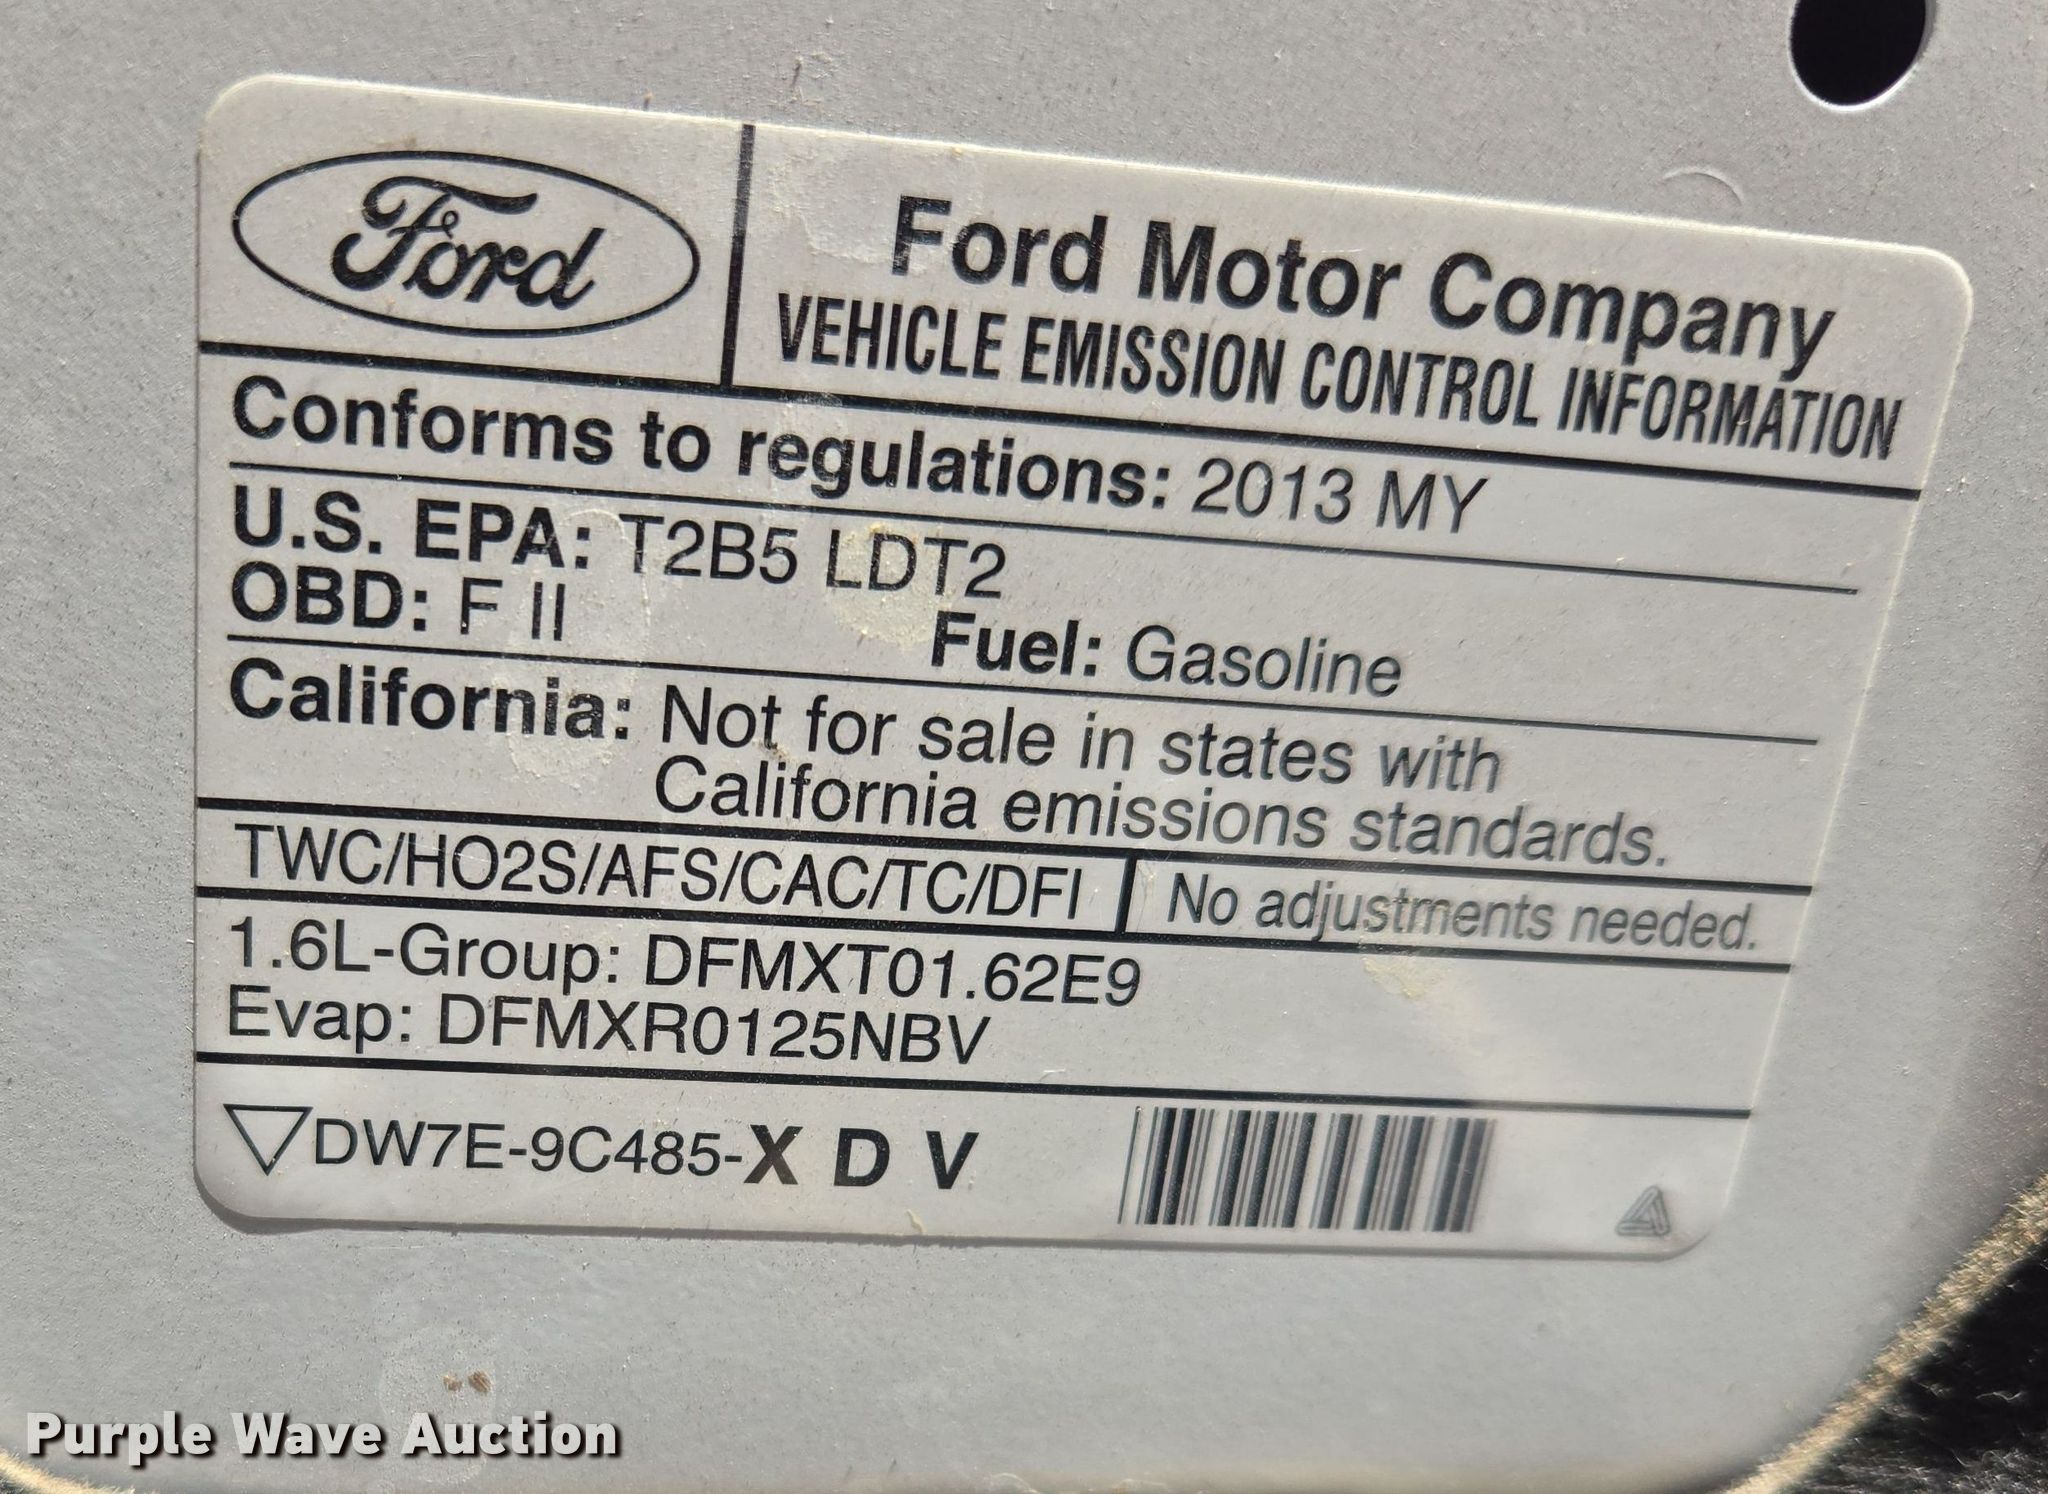 Ford
Ford Motor Company
VEHICLE EMISSION CONTROL INFORMATION
Conforms to regulations: 2013 MY
U.S. EPA: T2B5 LDT2
OBD: F II
Fuel: Gasoline
California: Not for sale in states with
California emissions standards.
TWC/HO2S/AFS/CAC/TC/DFI
No adjustments needed.
1.6L-Group: DFMXT01.62E9
Evap: DFMXR0125NBV
DW7E-9C485-X D V
Purple Wave Auction